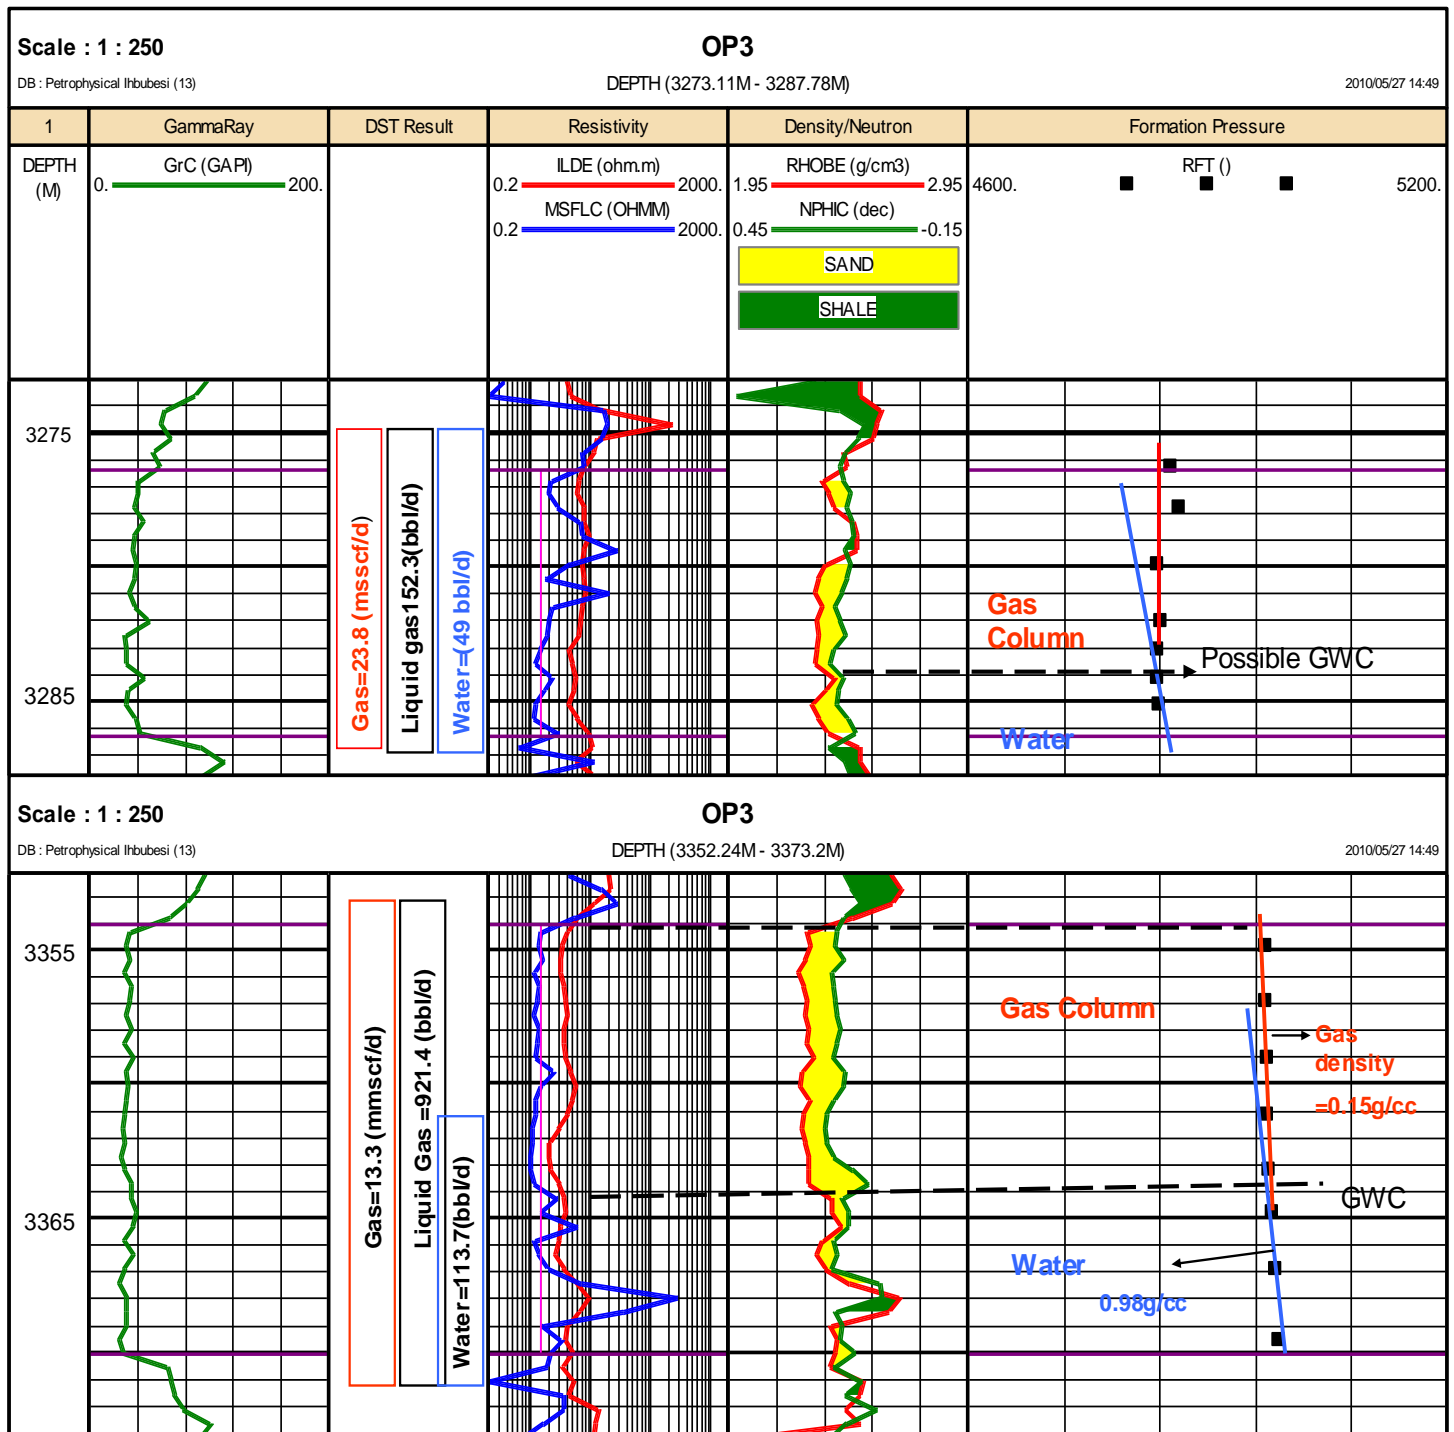 Scale : 1 : 250
OP3
DB : Petrophysical Ihbubesi (13)
DEPTH (3273.11M - 3287.78M)
2010/05/27 14:49
1
GammaRay
DST Result
Resistivity
Density/Neutron
Formation Pressure
DEPTH
(M)
GrC (GAPI)
0.
200.
ILDE (ohm.m)
0.2
2000.
MSFLC (OHMM)
0.2
2000.
RHOBE (g/cm3)
1.95
2.95
NPHIC (dec)
0.45
-0.15
SAND
SHALE
RFT ()
4600.
5200.
3275
3285
Gas=23.8 (msscf/d)
Liquid gas152.3(bbl/d)
Water=(49 bbl/d)
Gas
Column
Possible GWC
Water
Scale : 1 : 250
OP3
DB : Petrophysical Ihbubesi (13)
DEPTH (3352.24M - 3373.2M)
2010/05/27 14:49
3355
3365
Gas=13.3 (mmscf/d)
Liquid Gas =921.4 (bbl/d)
Water=113.7(bbl/d)
Gas Column
Gas
density
=0.15g/cc
GWC
Water
0.98g/cc